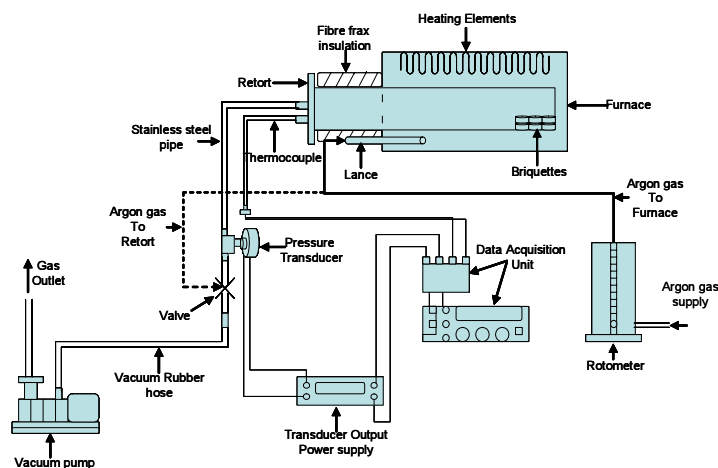 Heating Elements
Fibre frax
insulation
Retort
Furnace
Stainless steel
pipe
Thermocouple
Lance
Briquettes
Argon gas
To
Retort
Argon gas
To
Furnace
Gas
Outlet
Pressure
Transducer
Data Acquisition
Unit
Valve
Argon gas
supply
Rotometer
Vacuum Rubber
hose
Transducer Output
Power supply
Vacuum pump